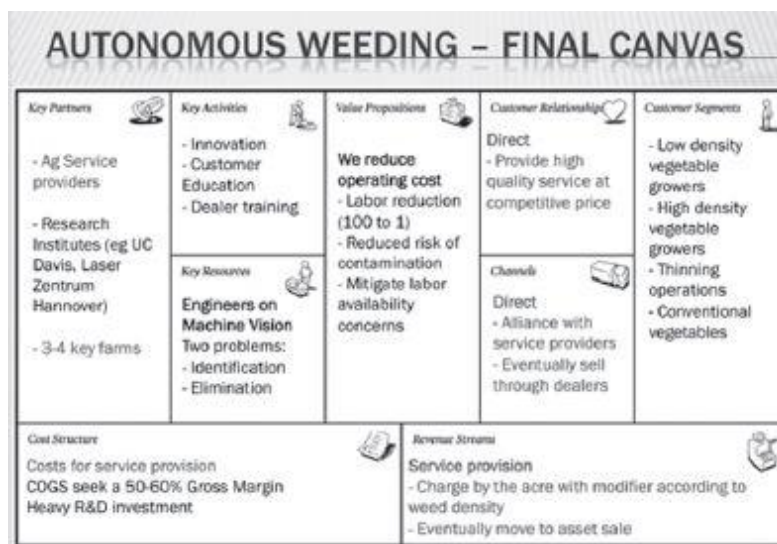 AUTONOMOUS WEEDING – FINAL CANVAS
Key Partners
- Ag Service
providers
- Research
Institutes (eg UC
Davis, Laser
Zentrum
Hannover)
- 3-4 key farms
Key Activities
- Innovation
- Customer
Education
- Dealer training
Key Resources
Engineers on
Machine Vision
Two problems:
- Identification
- Elimination
Value Propositions
We reduce
operating cost
- Labor reduction
(100 to 1)
- Reduced risk of
contamination
- Mitigate labor
availability
concerns
Customer Relationships
Direct
- Provide high
quality service at
competitive price
Channels
Direct
- Alliance with
service providers
- Eventually sell
through dealers
Customer Segments
- Low density
vegetable
growers
- High density
vegetable
growers
- Thinning
operations
- Conventional
vegetables
Cost Structure
Costs for service provision
COGS seek a 50-60% Gross Margin
Heavy R&D investment
Revenue Streams
Service provision
- Charge by the acre with modifier according to
weed density
- Eventually move to asset sale